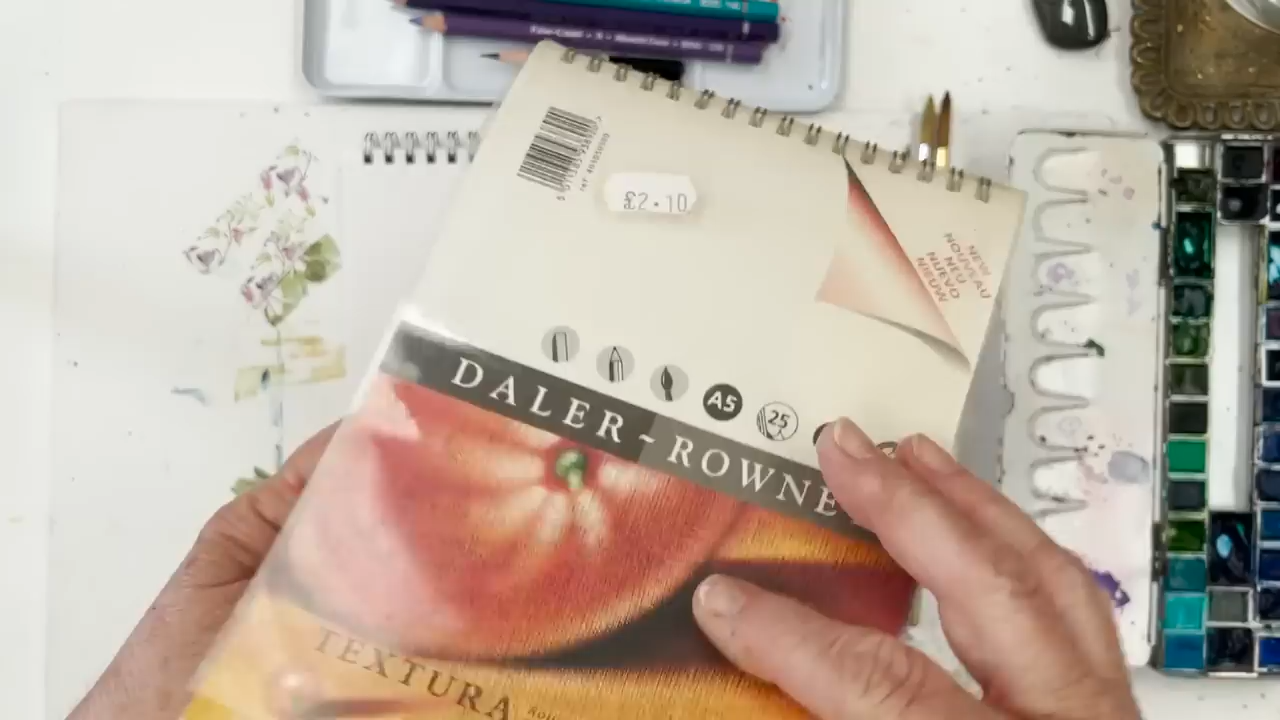 £2·10
NEW
NOUVEAU
NEU
NUEVO
NIEUW
A5
25
DALER~ROWNE
TEXTURA